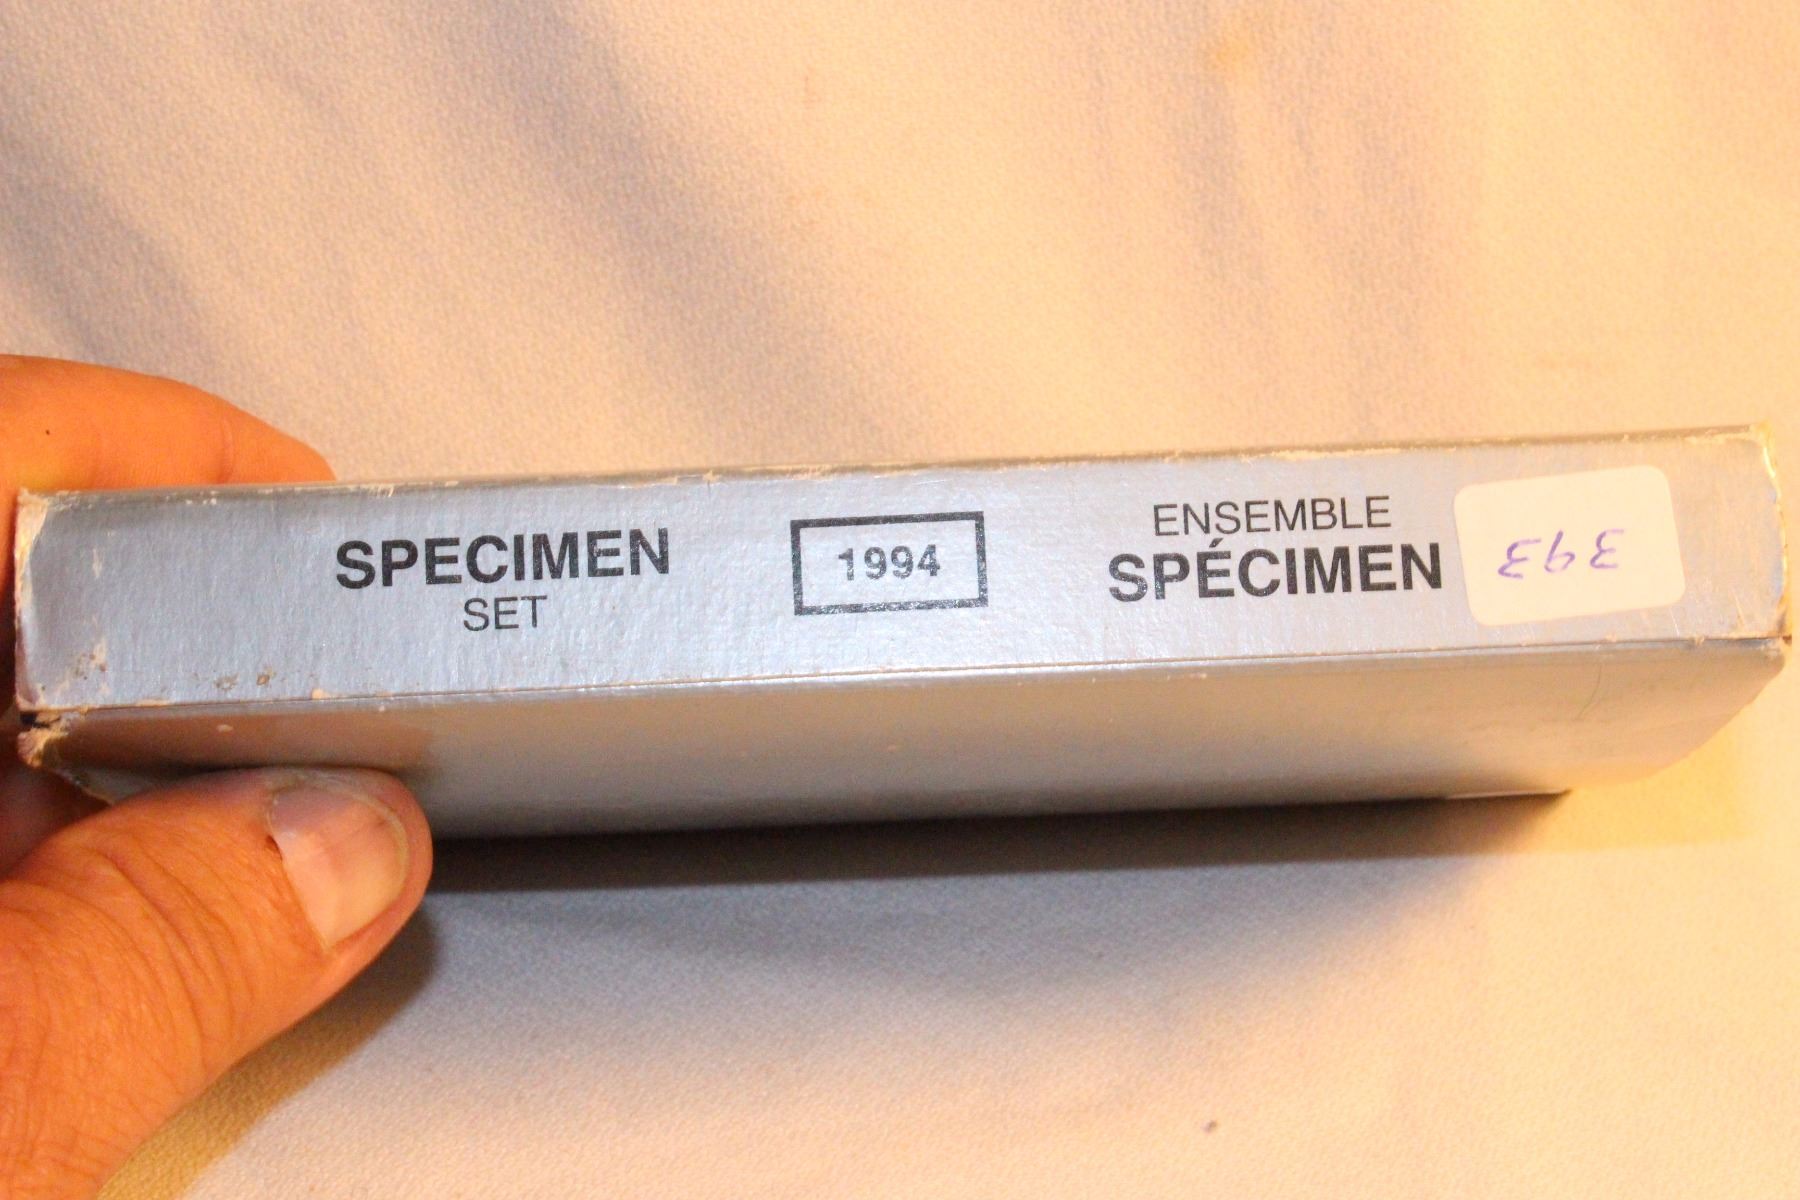 SPECIMEN
SET
1994
ENSEMBLE
SPÉCIMEN
393